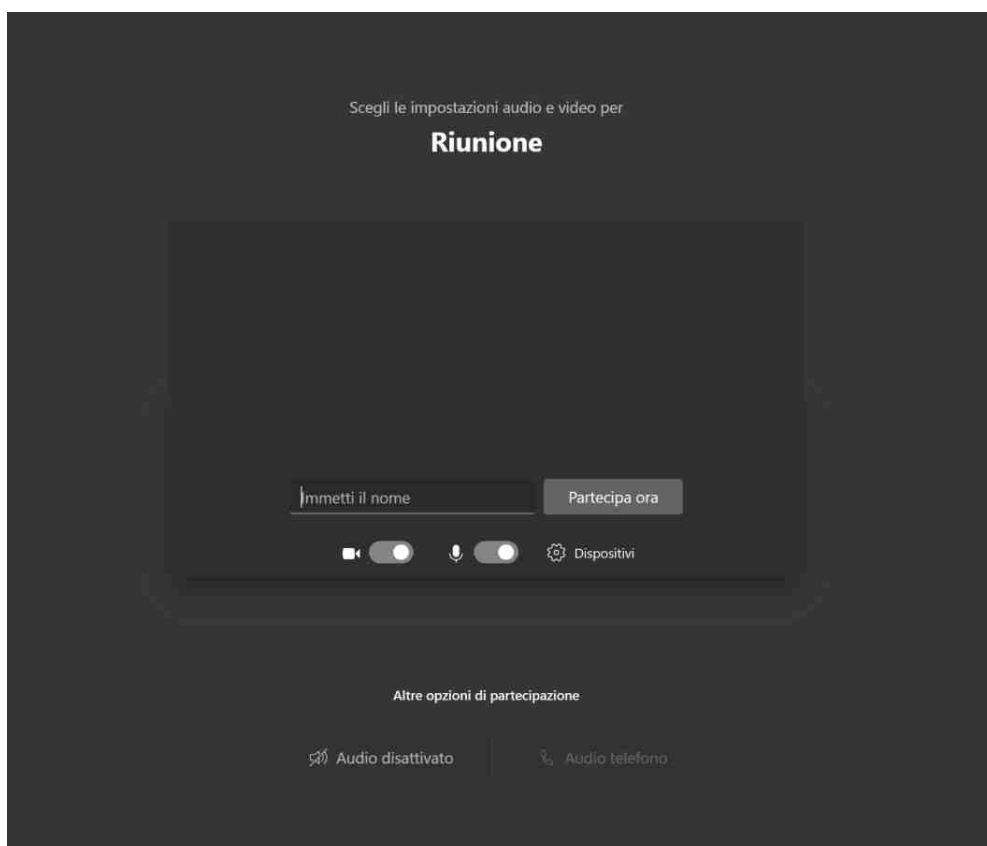 Scegli le impostazioni audio e video per
Riunione
Immetti il nome
Partecipa ora
Dispositivi
Altre opzioni di partecipazione
Audio disattivato
Audio telefono